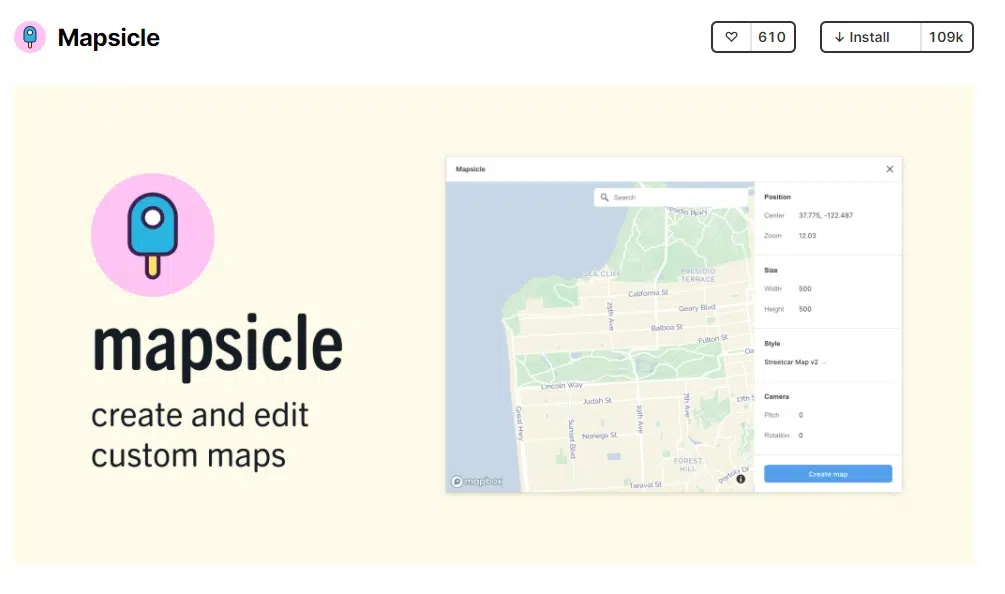 Mapsicle
610
Install
109k
mapsicle
create and edit
custom maps
Mapsicle
Search
Position
Center 37.775, -122.487
Zoom 12.03
Size
Width 500
Height 500
Style
Streetcar Map v2
Camera
Pitch 0
Rotation 0
Create map
SEA CLIFF
PRESIDIO
TERRACE
California St
25th Ave
Geary Blvd
Balboa St
Fulton St
Lincoln Way
Judah St
Great Hwy
Sunset Blvd
19th Ave
7th Ave
17th S
Noriega St
FOREST
HILL
Portola Dr
Taraval St
mapbox